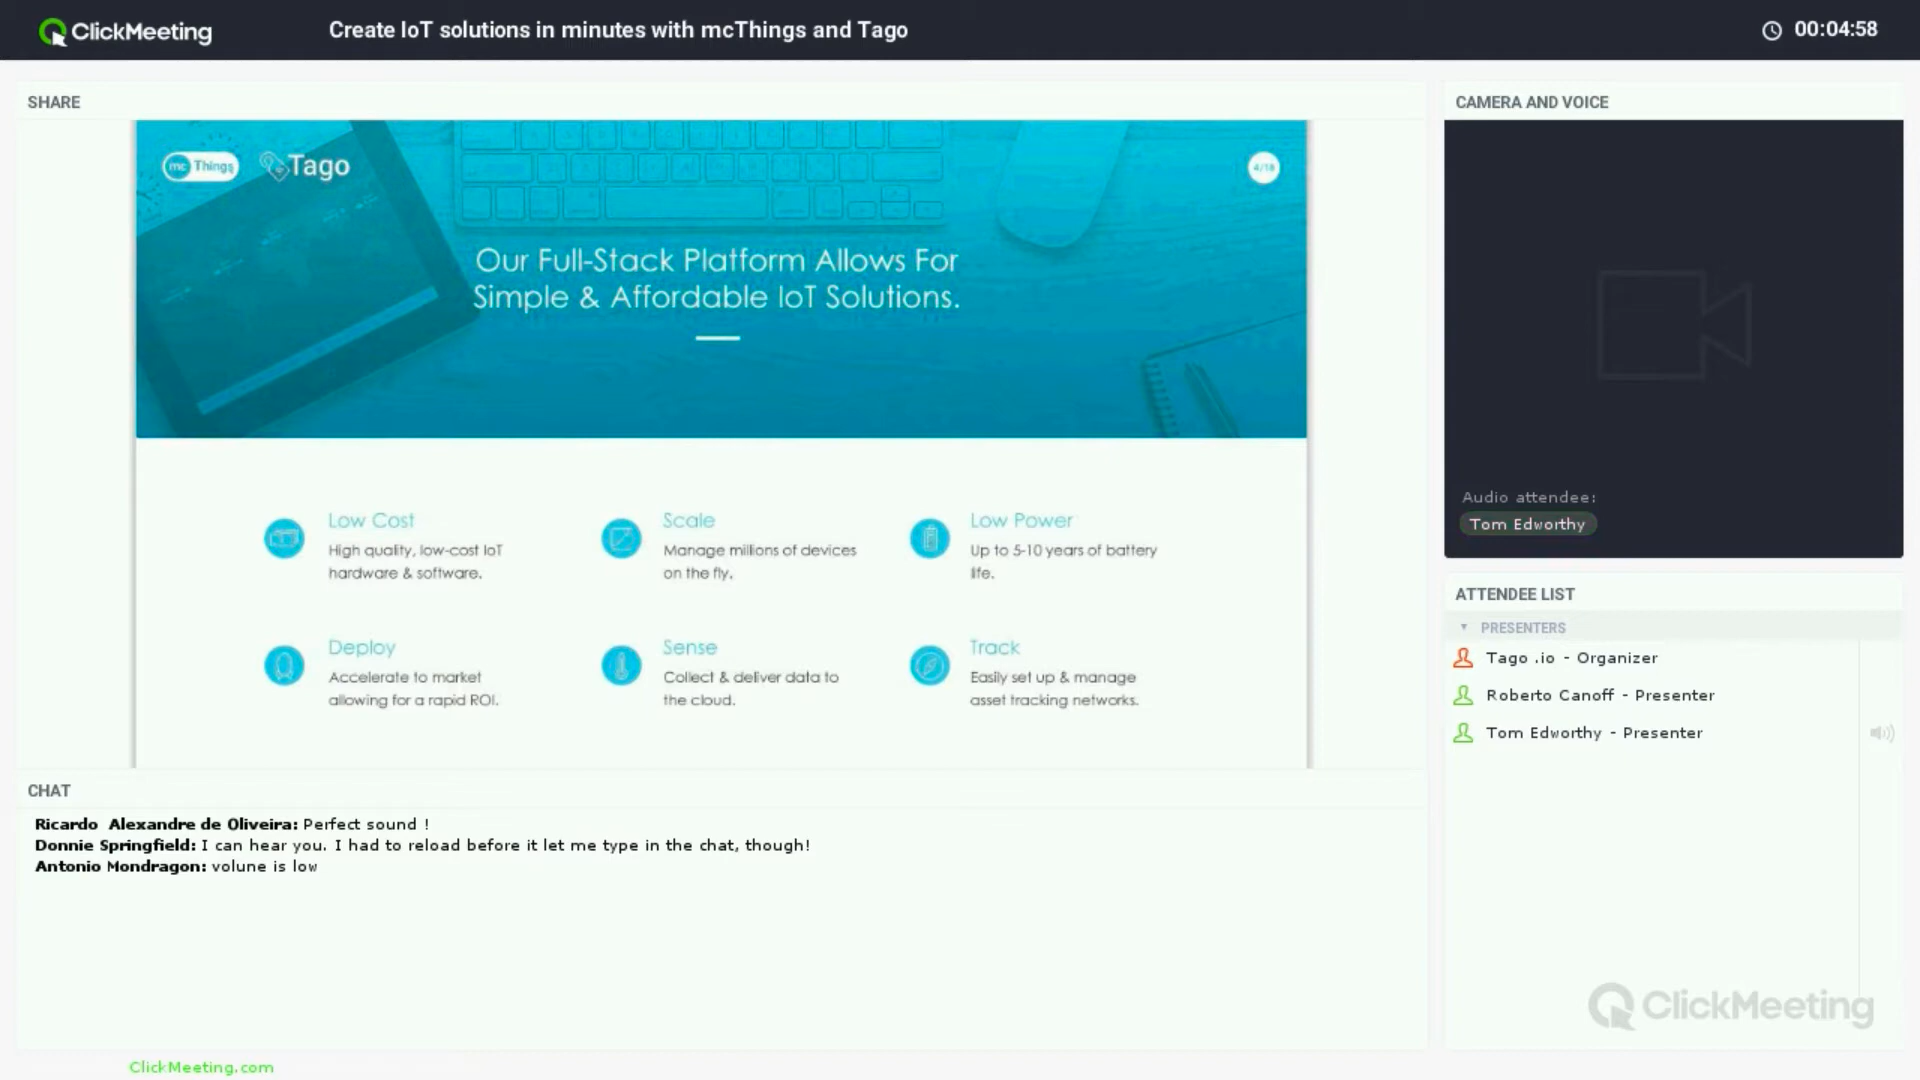 ClickMeeting
Create IoT solutions in minutes with mcThings and Tago
00:04:58
SHARE
mc Things
Tago
4/18
Our Full-Stack Platform Allows For
Simple & Affordable IoT Solutions.
Low Cost
High quality, low-cost IoT
hardware & software.
Scale
Manage millions of devices
on the fly.
Low Power
Up to 5-10 years of battery
life.
Deploy
Accelerate to market
allowing for a rapid ROI.
Sense
Collect & deliver data to
the cloud.
Track
Easily set up & manage
asset tracking networks.
CHAT
Ricardo  Alexandre de Oliveira: Perfect sound !
Donnie Springfield: I can hear you. I had to reload before it let me type in the chat, though!
Antonio Mondragon: volune is low
ClickMeeting.com
CAMERA AND VOICE
Audio attendee:
Tom Edworthy
ATTENDEE LIST
PRESENTERS
Tago .io - Organizer
Roberto Canoff - Presenter
Tom Edworthy - Presenter
ClickMeeting